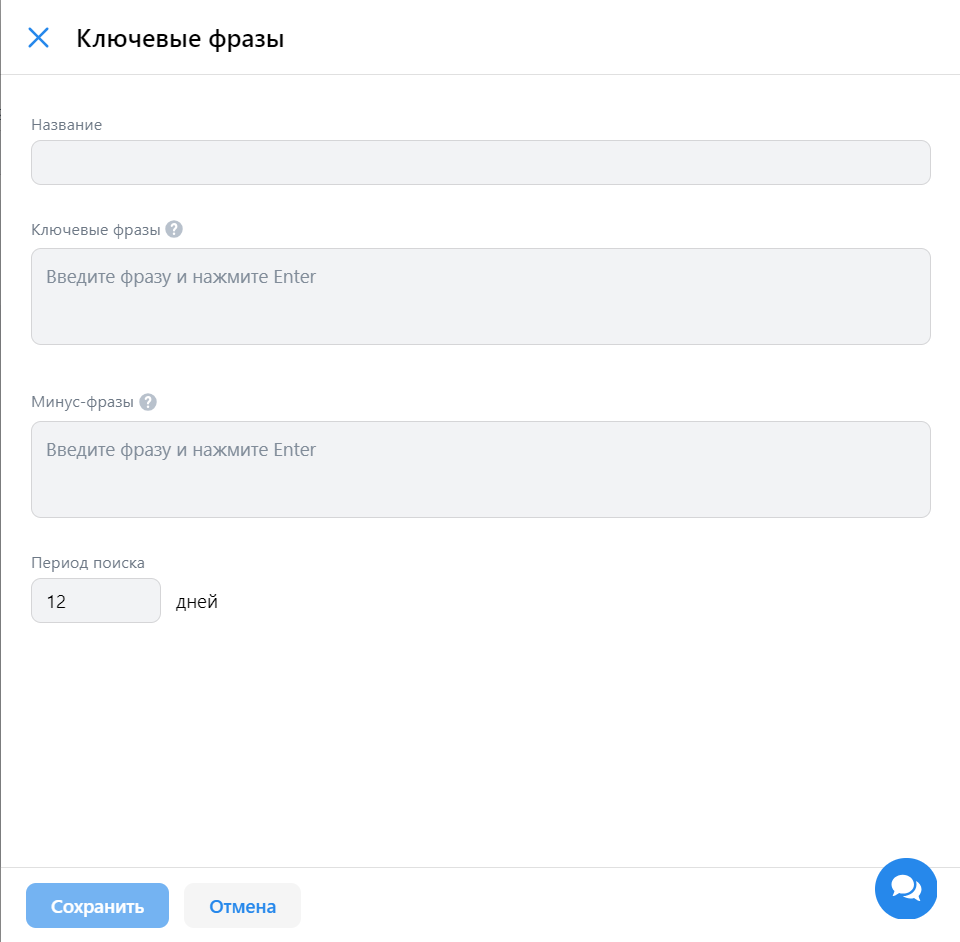 Ключевые фразы
Название
Ключевые фразы ?
Введите фразу и нажмите Enter
Минус-фразы ?
Введите фразу и нажмите Enter
Период поиска
12 дней
Сохранить Отмена